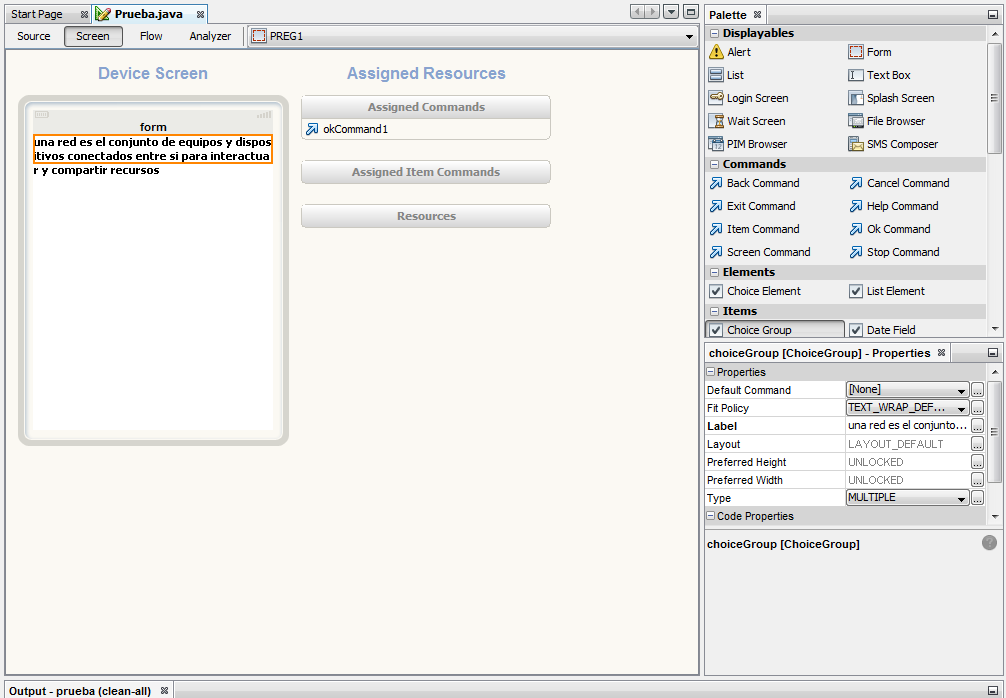 Start Page
Prueba.java
Source Screen Flow Analyzer PREG1
Device Screen
form
una red es el conjunto de equipos y dispos
itivos conectados entre si para interactua
r y compartir recursos
Assigned Resources
Assigned Commands
okCommand1
Assigned Item Commands
Resources
Palette
Displayables
Alert Form
List Text Box
Login Screen Splash Screen
Wait Screen File Browser
PIM Browser SMS Composer
Commands
Back Command Cancel Command
Exit Command Help Command
Item Command Ok Command
Screen Command Stop Command
Elements
Choice Element List Element
Items
Choice Group Date Field
choiceGroup [ChoiceGroup] - Properties
Properties
Default Command [None] ...
Fit Policy TEXT_WRAP_DEF... ...
Label una red es el conjunto... ...
Layout LAYOUT_DEFAULT ...
Preferred Height UNLOCKED ...
Preferred Width UNLOCKED ...
Type MULTIPLE ...
Code Properties
choiceGroup [ChoiceGroup]
?
Output - prueba (clean-all)